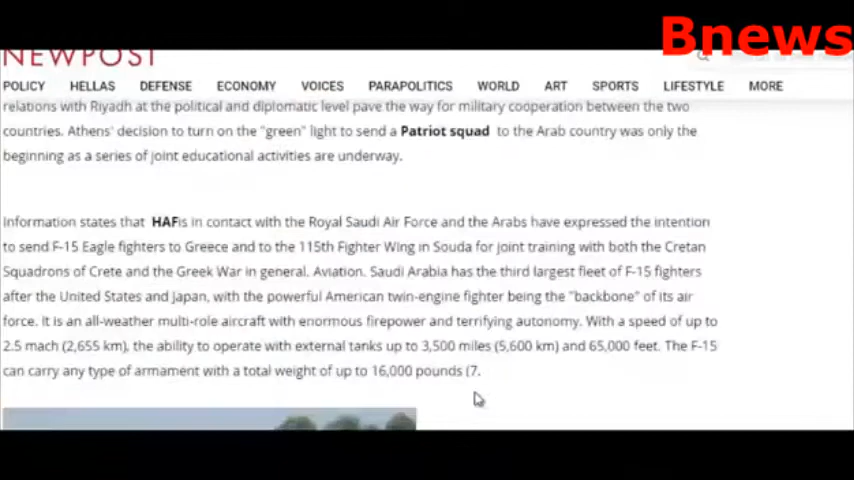 Bnews
NEWPOST
POLICY HELLAS DEFENSE ECONOMY VOICES PARAPOLITICS WORLD ART SPORTS LIFESTYLE MORE
relations with Riyadh at the political and diplomatic level pave the way for military cooperation between the two
countries. Athens' decision to turn on the "green" light to send a Patriot squad to the Arab country was only the
beginning as a series of joint educational activities are underway.
Information states that HAFis in contact with the Royal Saudi Air Force and the Arabs have expressed the intention
to send F-15 Eagle fighters to Greece and to the 115th Fighter Wing in Souda for joint training with both the Cretan
Squadrons of Crete and the Greek War in general. Aviation. Saudi Arabia has the third largest fleet of F-15 fighters
after the United States and Japan, with the powerful American twin-engine fighter being the "backbone" of its air
force. It is an all-weather multi-role aircraft with enormous firepower and terrifying autonomy. With a speed of up to
2.5 mach (2,655 km), the ability to operate with external tanks up to 3,500 miles (5,600 km) and 65,000 feet. The F-15
can carry any type of armament with a total weight of up to 16,000 pounds (7.